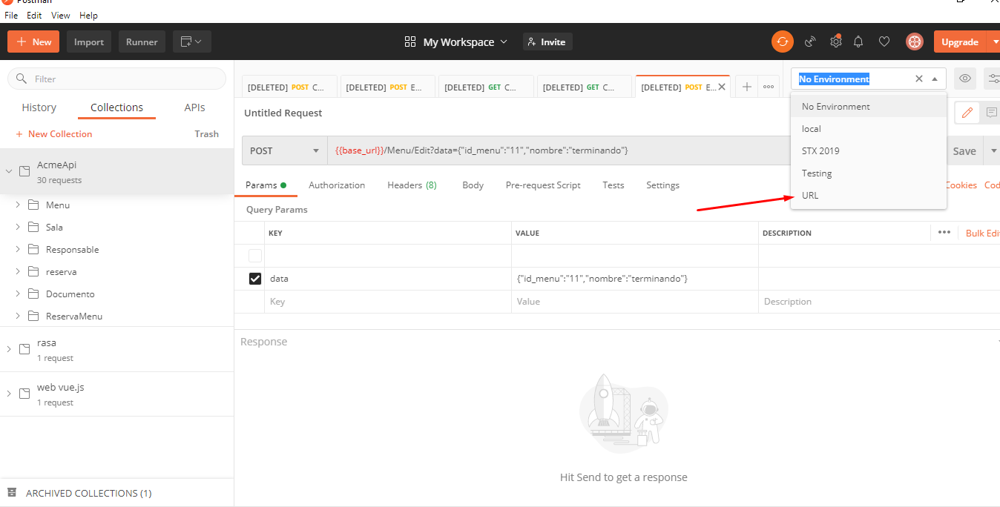 Postman
File Edit View Help
New Import Runner My Workspace Invite Upgrade
Filter
History Collections APIs
+ New Collection Trash
AcmeApi
30 requests
Menu
Sala
Responsable
reserva
Documento
ReservaMenu
rasa
1 request
web vue.js
1 request
ARCHIVED COLLECTIONS (1)
[DELETED] POST C... [DELETED] POST E... [DELETED] GET C... [DELETED] GET C... [DELETED] POST E...
No Environment
No Environment
local
STX 2019
Testing
URL
Untitled Request
POST {{base_url}}/Menu/Edit?data={"id_menu":"11","nombre":"terminando"} Save
Params Authorization Headers (8) Body Pre-request Script Tests Settings Cookies Cod
Query Params
KEY VALUE DESCRIPTION Bulk Edit
data {"id_menu":"11","nombre":"terminando"}
Key Value Description
Response
Hit Send to get a response